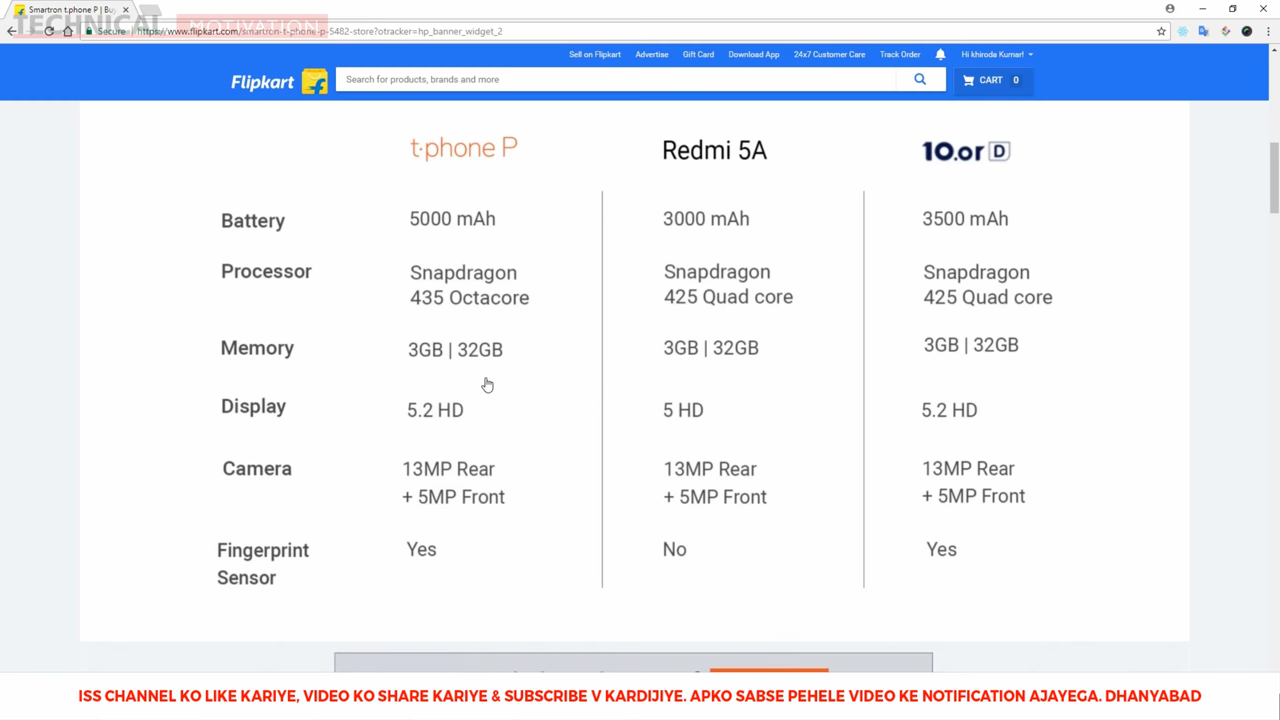 Smartron t.phone P | Bu
TECHNICAL MOTIVATION
Secure https://www.flipkart.com/smartron-t-phone-p-5482-store?otracker=hp_banner_widget_2
Sell on Flipkart Advertise Gift Card Download App 24x7 Customer Care Track Order Hi khiroda Kumar!
Flipkart Search for products, brands and more CART 0
t.phone P Redmi 5A 10.or D
Battery 5000 mAh 3000 mAh 3500 mAh
Processor Snapdragon Snapdragon Snapdragon
435 Octacore 425 Quad core 425 Quad core
Memory 3GB | 32GB 3GB | 32GB 3GB | 32GB
Display 5.2 HD 5 HD 5.2 HD
Camera 13MP Rear 13MP Rear 13MP Rear
+ 5MP Front + 5MP Front + 5MP Front
Fingerprint Yes No Yes
Sensor
ISS CHANNEL KO LIKE KARIYE, VIDEO KO SHARE KARIYE & SUBSCRIBE V KARDIJIYE. APKO SABSE PEHELE VIDEO KE NOTIFICATION AJAYEGA. DHANYABAD